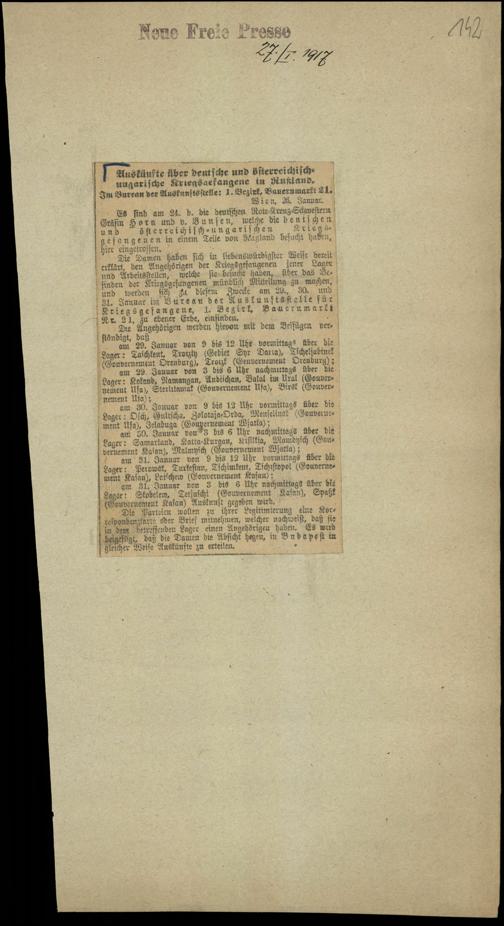 Neue Freie Presse
27./I. 1917
142
Auskünfte über deutsche und österreichisch-
ungarische Kriegsgefangene in Rußland.
Im Bureau der Auskunftsstelle: 1. Bezirk, Bauernmarkt 21.
Wien, 26. Januar.
Es sind am 24. d. die deutschen Rote-Kreuz-Schwestern
Gräfin Horn und v. Bunsen, welche die deutschen
und österreichisch-ungarischen Kriegs-
gefangenen in einem Teile von Rußland besucht haben,
hier eingetroffen.
Die Damen haben sich in liebenswürdigster Weise bereit
erklärt, den Angehörigen der Kriegsgefangenen jener Lager
und Arbeitsstellen, welche sie besucht haben, über das Be-
finden der Kriegsgefangenen mündlich Mitteilung zu machen,
und werden sich zu diesem Zwecke am 29., 30. und
31. Januar im Bureau der Auskunftsstelle für
Kriegsgefangene, 1. Bezirk, Bauernmarkt
Nr. 21, zu ebener Erde, einfinden.
Die Angehörigen werden hievon mit dem Beifügen ver-
ständigt, daß
am 29. Januar von 9 bis 12 Uhr vormittags über die
Lager: Taschkent, Troizky (Gebiet Syr Daria), Tscheljabinsk
(Gouvernement Orenburg), Troizk (Gouvernement Orenburg);
am 29. Januar von 3 bis 6 Uhr nachmittags über die
Lager: Kokand, Namangan, Andischan, Katai im Ural (Gouver-
nement Ufa), Sterlitamak (Gouvernement Ufa), Birsk (Gouver-
nement Ufa);
am 30. Januar von 9 bis 12 Uhr vormittags über die
Lager: Osch, Gultscha, Solotaja-Orda, Menselinsk (Gouverne-
ment Ufa), Jelabuga (Gouvernement Wjatka);
am 30. Januar von 3 bis 6 Uhr nachmittags über die
Lager: Samarkand, Katta-Kurgan, Mamdysch (Gou-
vernement Kasan), Malmysch (Gouvernement Wjatka);
am 31. Januar von 9 bis 12 Uhr vormittags über die
Lager: Perowsk, Turkestan, Tschimkent, Tschistopol (Gouverne-
ment Kasan), Laischew (Gouvernement Kasan);
am 31. Januar von 3 bis 6 Uhr nachmittags über die
Lager: Skobelew, Tetjuschi (Gouvernement Kasan), Spaßk
(Gouvernement Kasan) Auskunft gegeben wird.
Die Parteien wollen zu ihrer Legitimierung eine Kor-
respondenzkarte oder Brief mitnehmen, welcher nachweist, daß sie
in dem betreffenden Lager einen Angehörigen haben. Es wird
beigefügt, daß die Damen die Absicht hegen, in Budapest in
gleicher Weise Auskünfte zu erteilen.